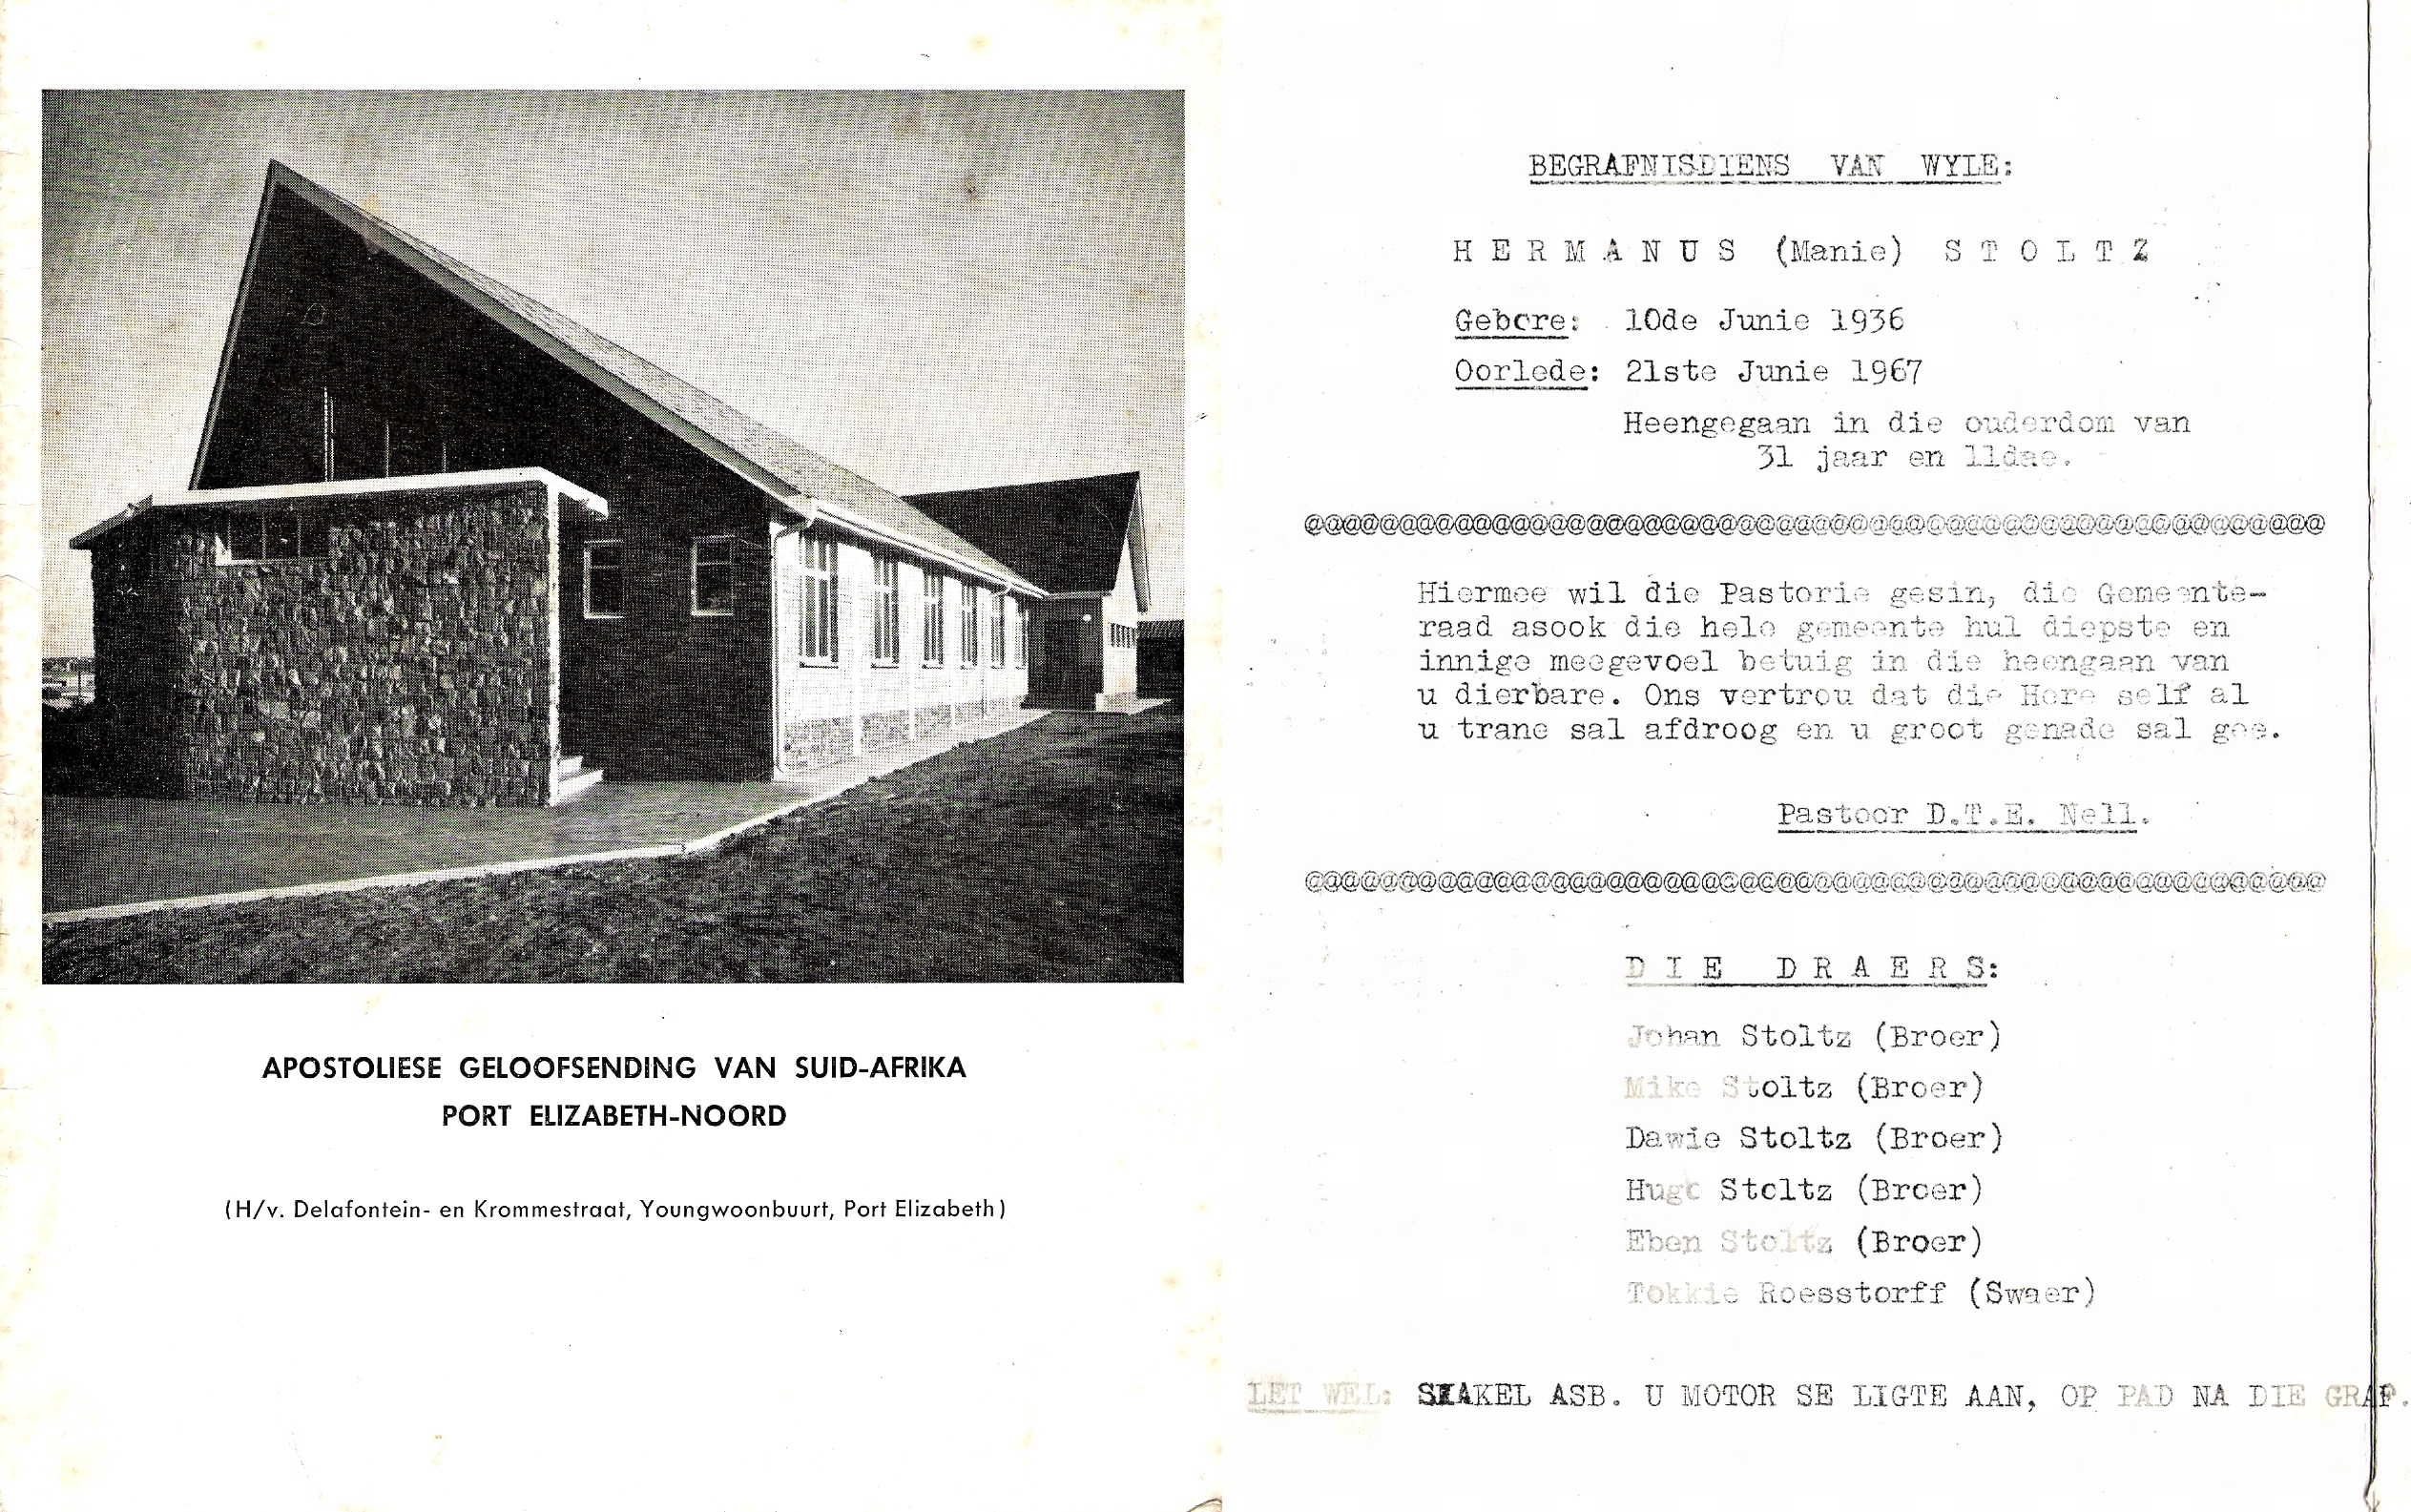 APOSTOLIESE GELOOFSENDING VAN SUID-AFRIKA
PORT ELIZABETH-NOORD
(H/v. Delafontein- en Krommestraat, Youngwoonbuurt, Port Elizabeth)
BEGRAFNISDIENS VAN WYLE:
H E R M A N U S (Manie) S T O L T Z
Gebore: 10de Junie 1936
Oorlede: 21ste Junie 1967
Heengegaan in die ouderdom van
31 jaar en 11dae.
@@@@@@@@@@@@@@@@@@@@@@@@@@@@@@@@@@@@@@@@@@@@@@@@@@@@@@
Hiermee wil die Pastorie gesin, die Gemeente-
raad asook die hele gemeente hul diepste en
innige meegevoel betuig in die heengaan van
u dierbare. Ons vertrou dat die Here self al
u trane sal afdroog en u groot genade sal gee.
Pastoor D.T.E. Nell.
@@@@@@@@@@@@@@@@@@@@@@@@@@@@@@@@@@@@@@@@@@@@@@@@@@@@@@
D I E D R A E R S:
Johan Stoltz (Broer)
Mike Stoltz (Broer)
Dawie Stoltz (Broer)
Hugo Stoltz (Broer)
Eben Stoltz (Broer)
Tokkie Roesstorff (Swaer)
LET WEL: SKAKEL ASB. U MOTOR SE LIGTE AAN, OP PAD NA DIE GRAF.